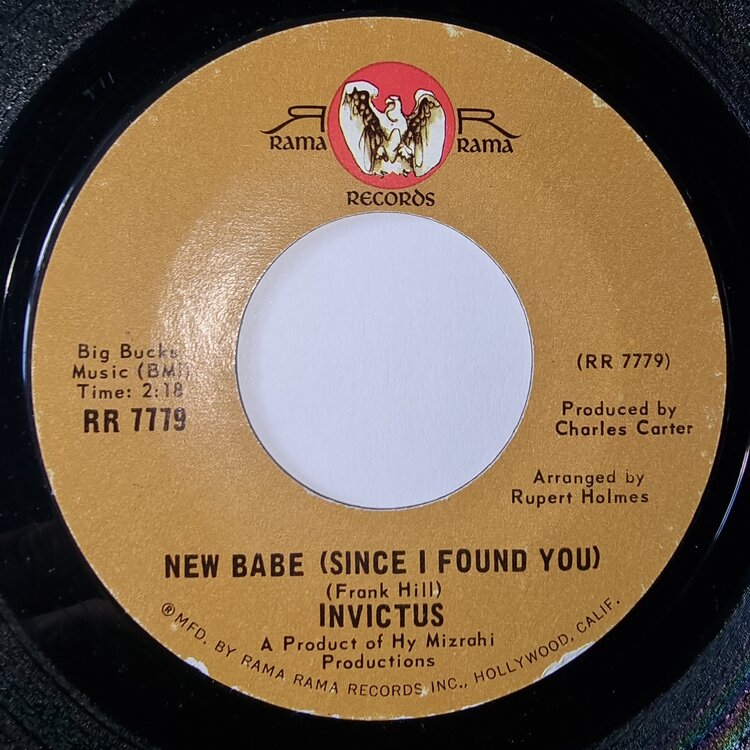 R R
RAMA RAMA
RECORDS
Big Bucks
Music (BMI)
Time: 2:18
RR 7779
(RR 7779)
Produced by
Charles Carter
Arranged by
Rupert Holmes
NEW BABE (SINCE I FOUND YOU)
(Frank Hill)
INVICTUS
A Product of Hy Mizrahi
Productions
®MFD. BY RAMA RAMA RECORDS, INC., HOLLYWOOD, CALIF.